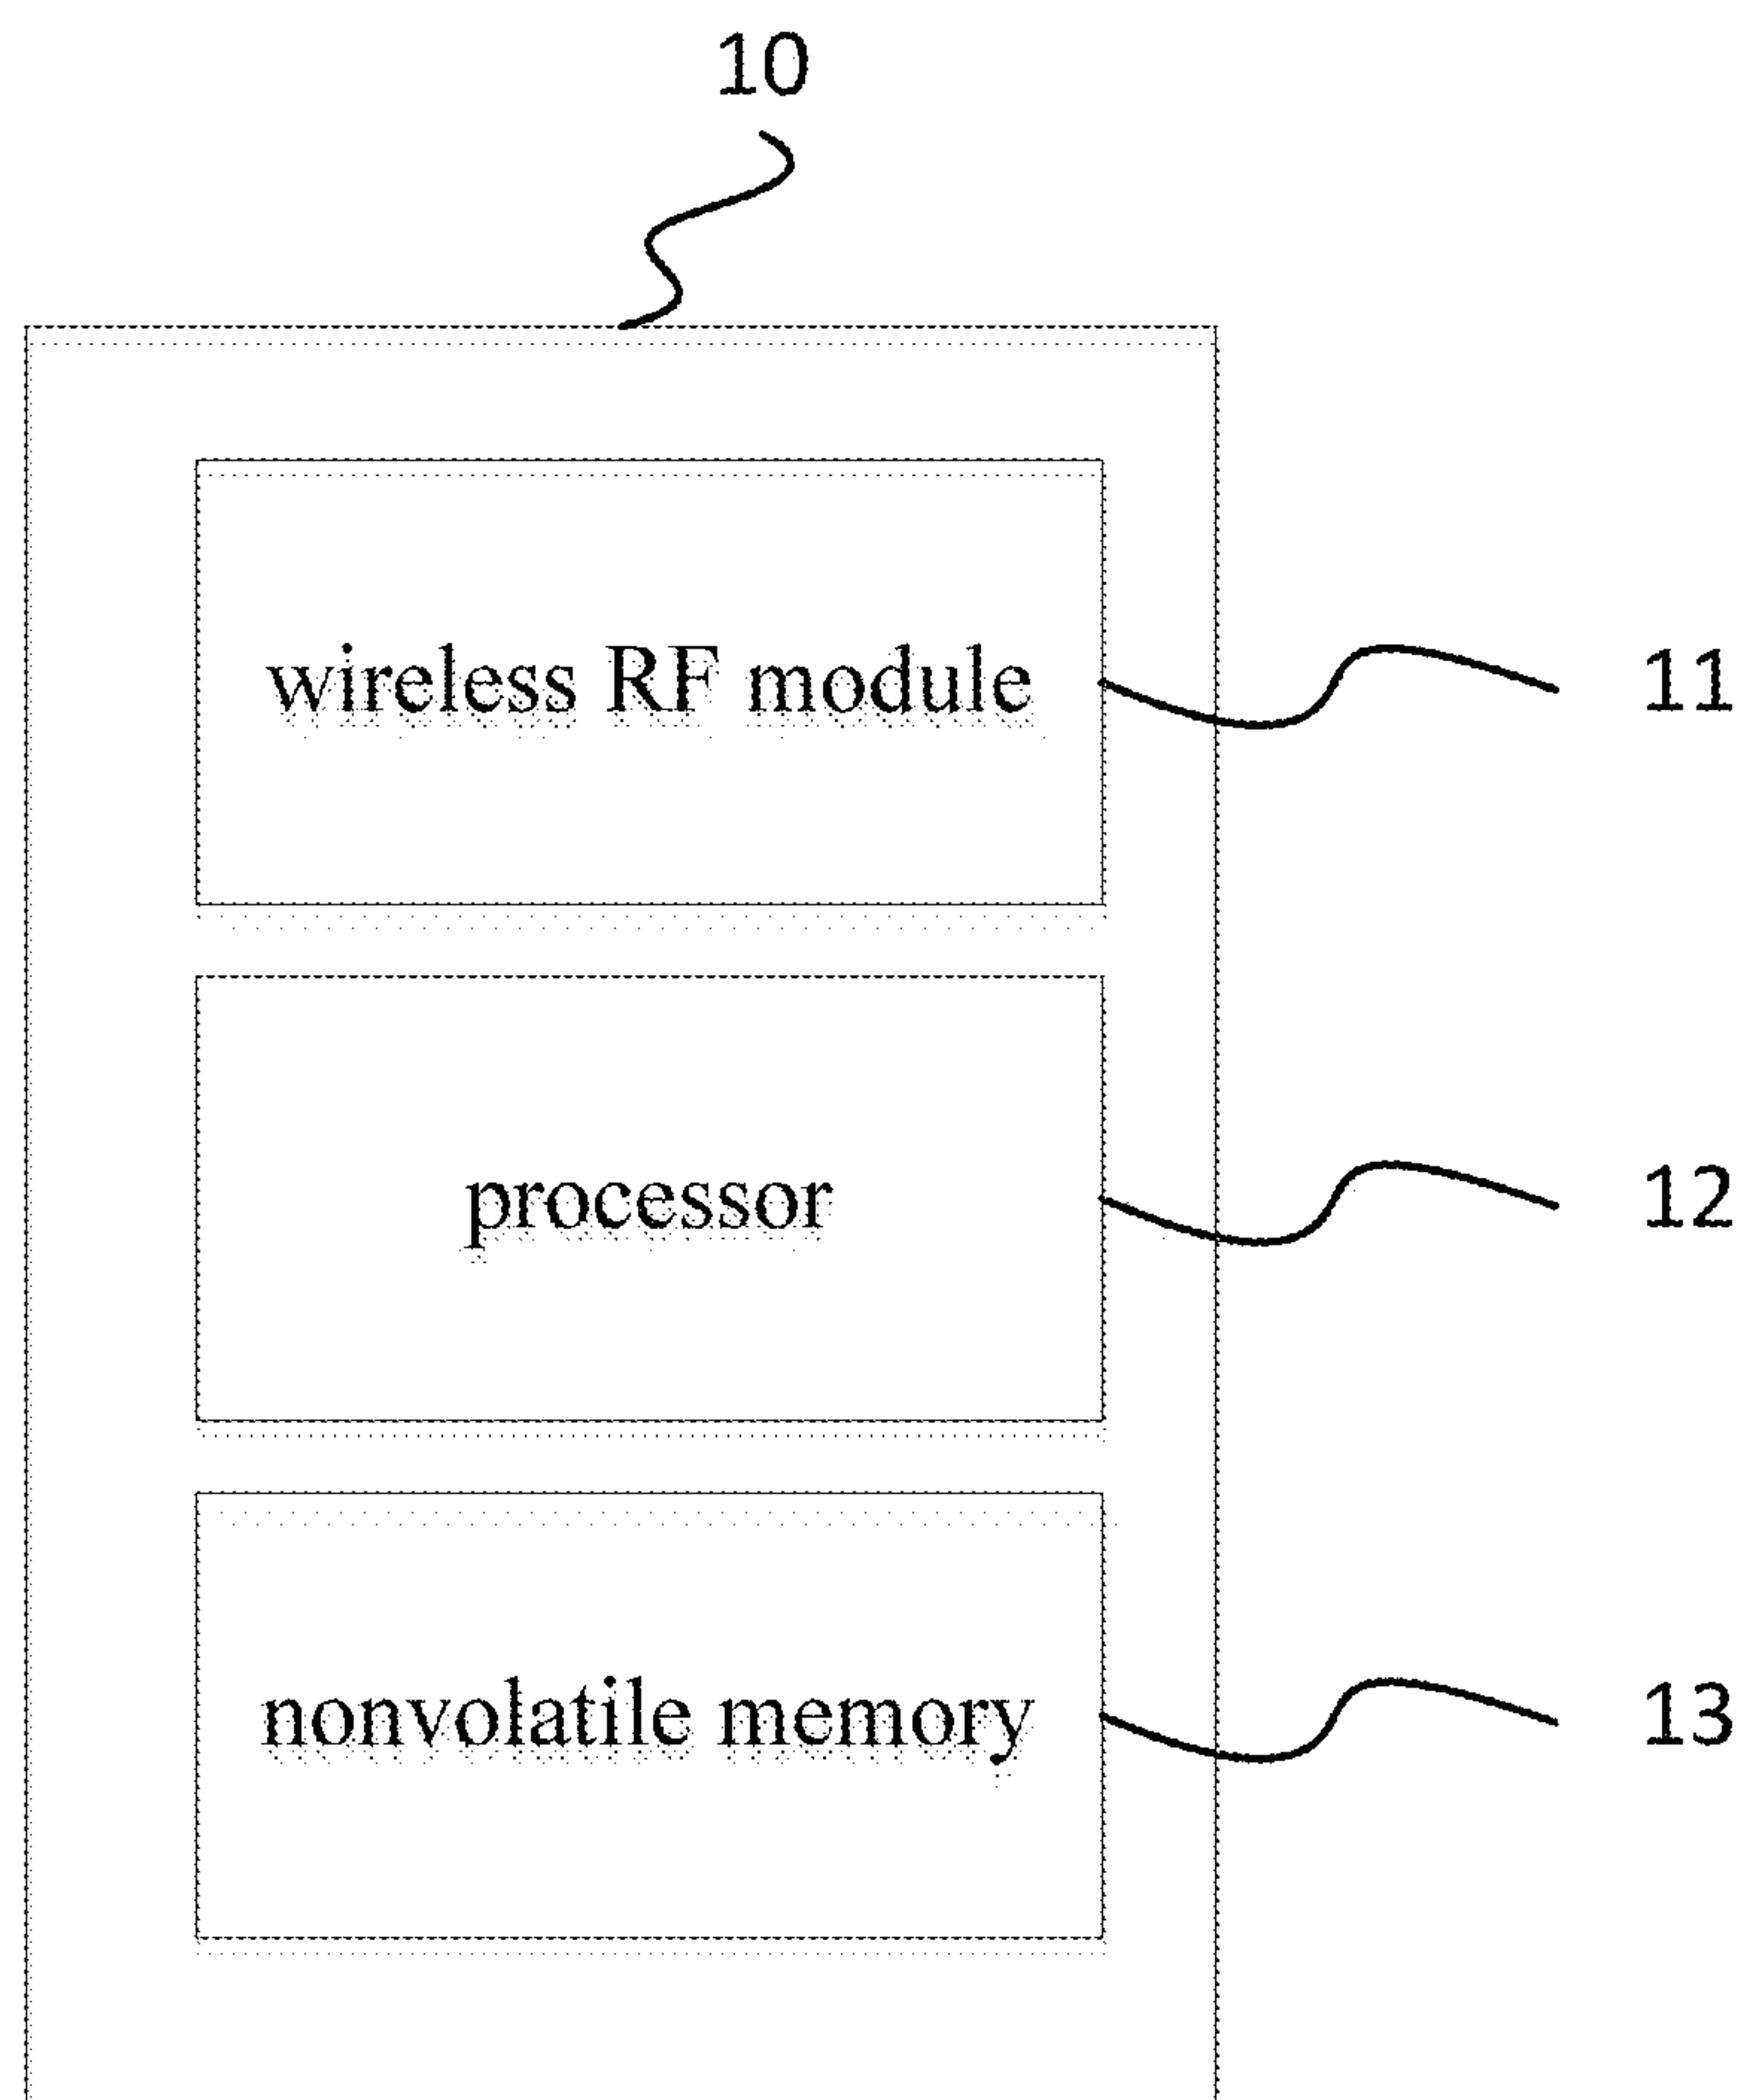 10
wireless RF module
11
processor
12
nonvolatile memory
13